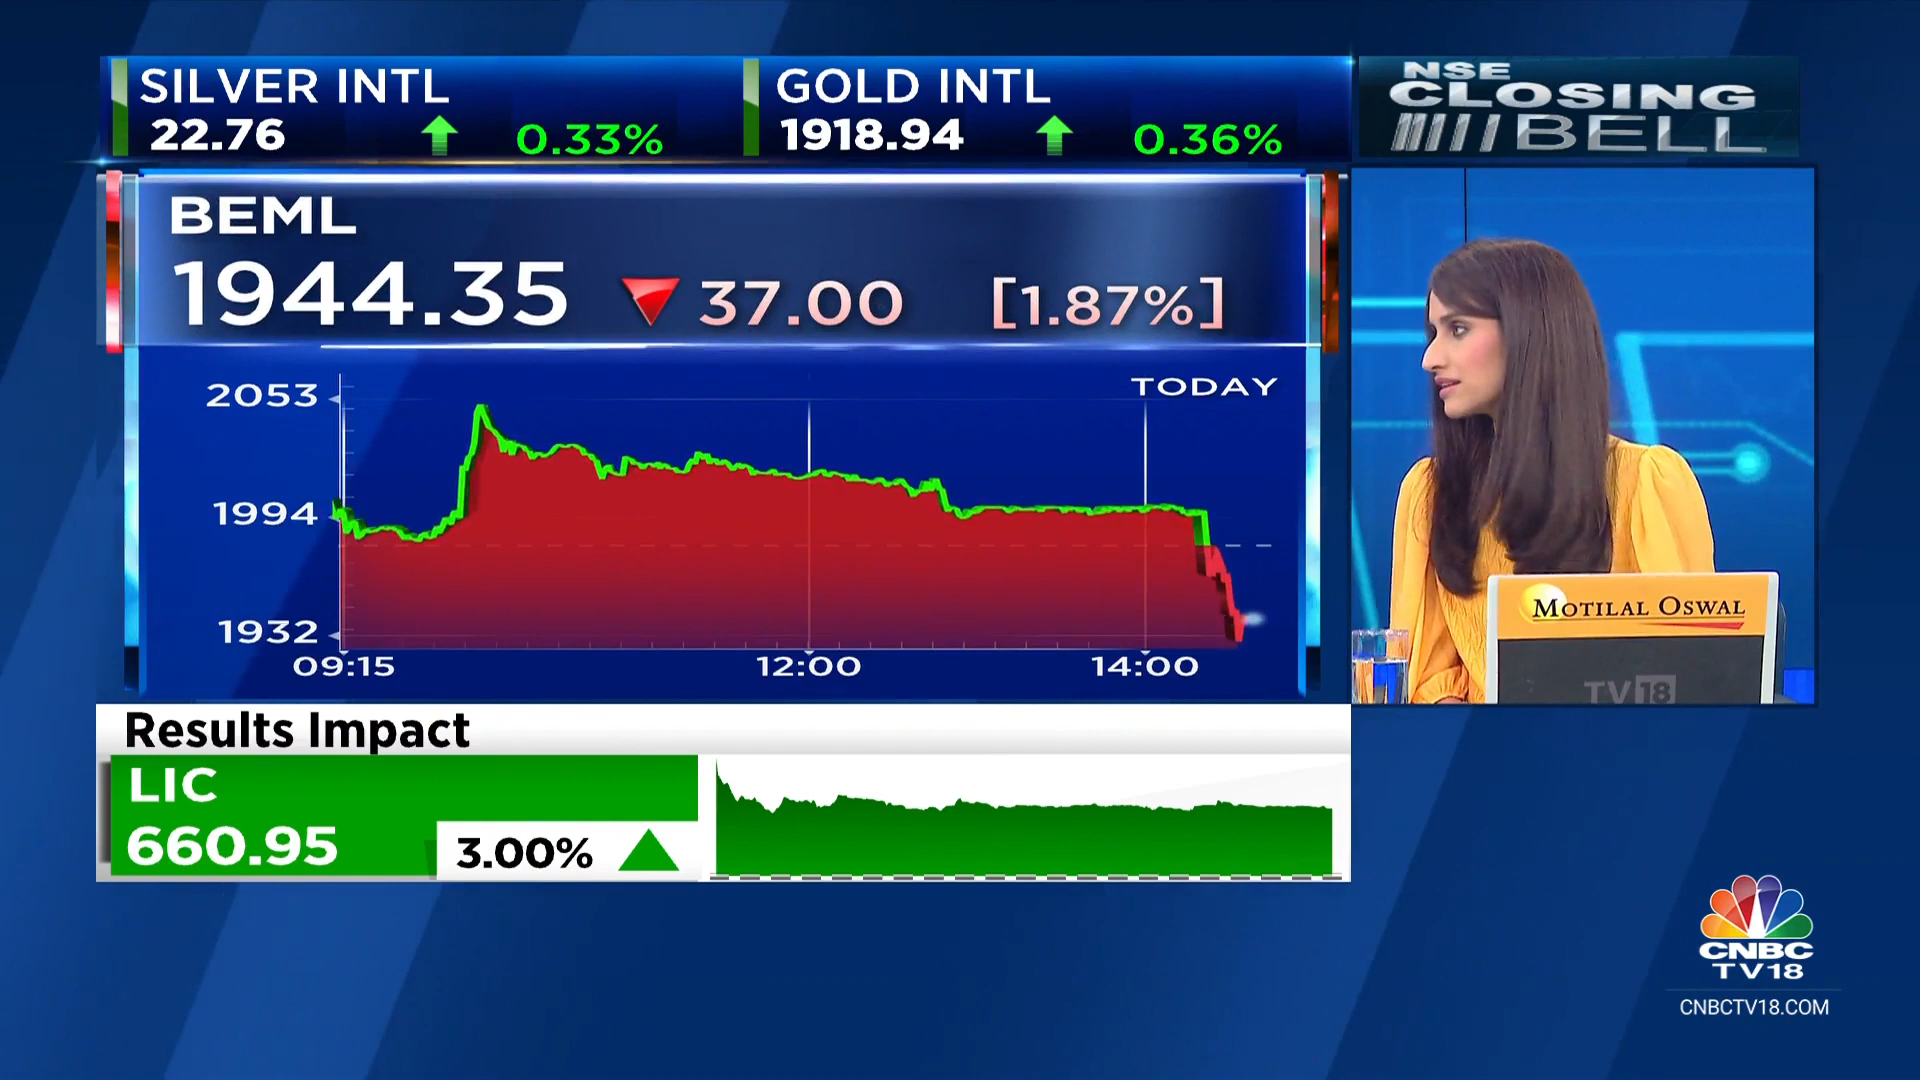 SILVER INTL
22.76 0.33%
GOLD INTL
1918.94 0.36%
NSE
CLOSING
BELL
BEML
1944.35 37.00 [1.87%]
TODAY
2053
1994
1932
09:15 12:00 14:00
MOTILAL OSWAL
TV18
Results Impact
LIC
660.95 3.00%
CNBC
TV18
CNBCTV18.COM